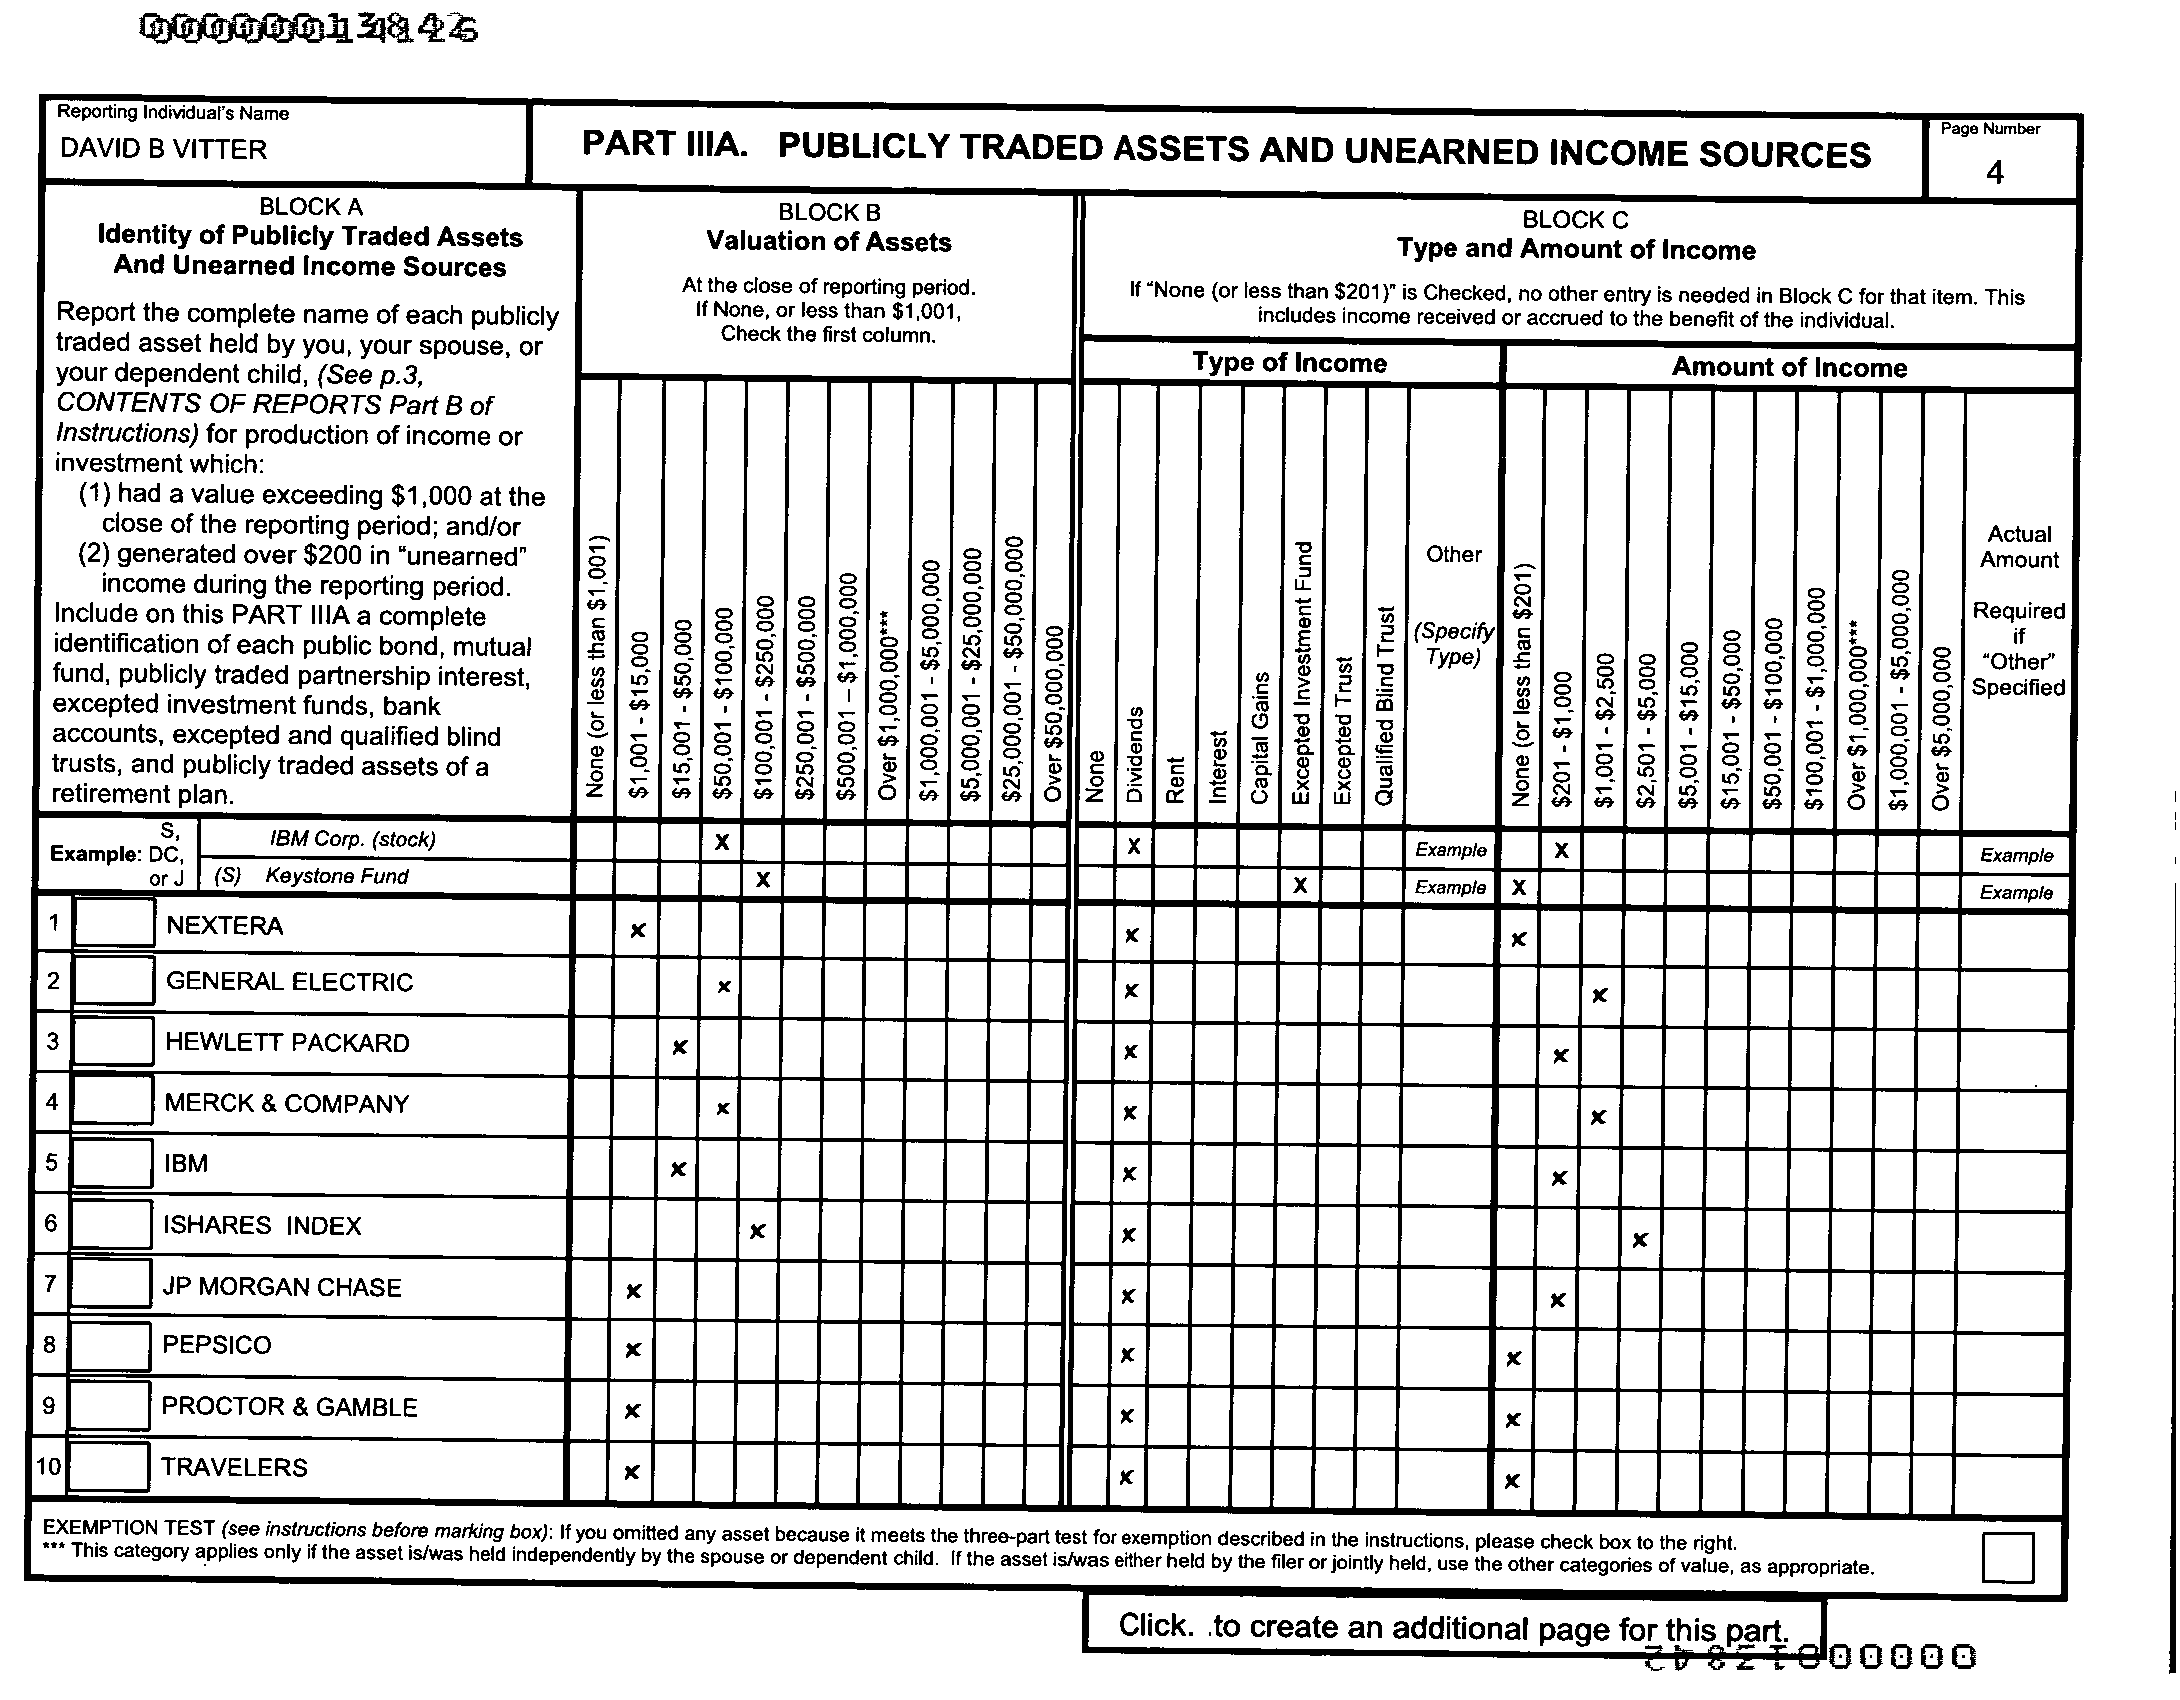 Reporting Individual's Name
DAVID B VITTER
PART IIIA. PUBLICLY TRADED ASSETS AND UNEARNED INCOME SOURCES
Page Number
4
BLOCK A
Identity of Publicly Traded Assets
And Unearned Income Sources
Report the complete name of each publicly
traded asset held by you, your spouse, or
your dependent child, (See p.3,
CONTENTS OF REPORTS Part B of
Instructions) for production of income or
investment which:
(1) had a value exceeding $1,000 at the
close of the reporting period; and/or
(2) generated over $200 in "unearned"
income during the reporting period.
Include on this PART IIIA a complete
identification of each public bond, mutual
fund, publicly traded partnership interest,
excepted investment funds, bank
accounts, excepted and qualified blind
trusts, and publicly traded assets of a
retirement plan.
BLOCK B
Valuation of Assets
At the close of reporting period.
If None, or less than $1,001,
Check the first column.
None (or less than $1,001)
$1,001 - $15,000
$15,001 - $50,000
$50,001 - $100,000
$100,001 - $250,000
$250,001 - $500,000
$500,001 – $1,000,000
Over $1,000,000***
$1,000,001 - $5,000,000
$5,000,001 - $25,000,000
$25,000,001 - $50,000,000
Over $50,000,000
BLOCK C
Type and Amount of Income
If "None (or less than $201)" is Checked, no other entry is needed in Block C for that item. This
includes income received or accrued to the benefit of the individual.
Type of Income
None
Dividends
Rent
Interest
Capital Gains
Excepted Investment Fund
Excepted Trust
Qualified Blind Trust
Other
(Specify
Type)
Amount of Income
None (or less than $201)
$201 - $1,000
$1,001 - $2,500
$2,501 - $5,000
$5,001 - $15,000
$15,001 - $50,000
$50,001 - $100,000
$100,001 - $1,000,000
Over $1,000,000***
$1,000,001 - $5,000,000
Over $5,000,000
Actual
Amount
Required
if
"Other"
Specified
Example: S, DC, or J
IBM Corp. (stock) X X Example X Example
(S) Keystone Fund X X Example X Example
1 NEXTERA x x x
2 GENERAL ELECTRIC x x x
3 HEWLETT PACKARD x x x
4 MERCK & COMPANY x x x
5 IBM x x x
6 ISHARES INDEX x x x
7 JP MORGAN CHASE x x x
8 PEPSICO x x x
9 PROCTOR & GAMBLE x x x
10 TRAVELERS x x x
EXEMPTION TEST (see instructions before marking box): If you omitted any asset because it meets the three-part test for exemption described in the instructions, please check box to the right.
*** This category applies only if the asset is/was held independently by the spouse or dependent child. If the asset is/was either held by the filer or jointly held, use the other categories of value, as appropriate.
Click. .to create an additional page for this part.